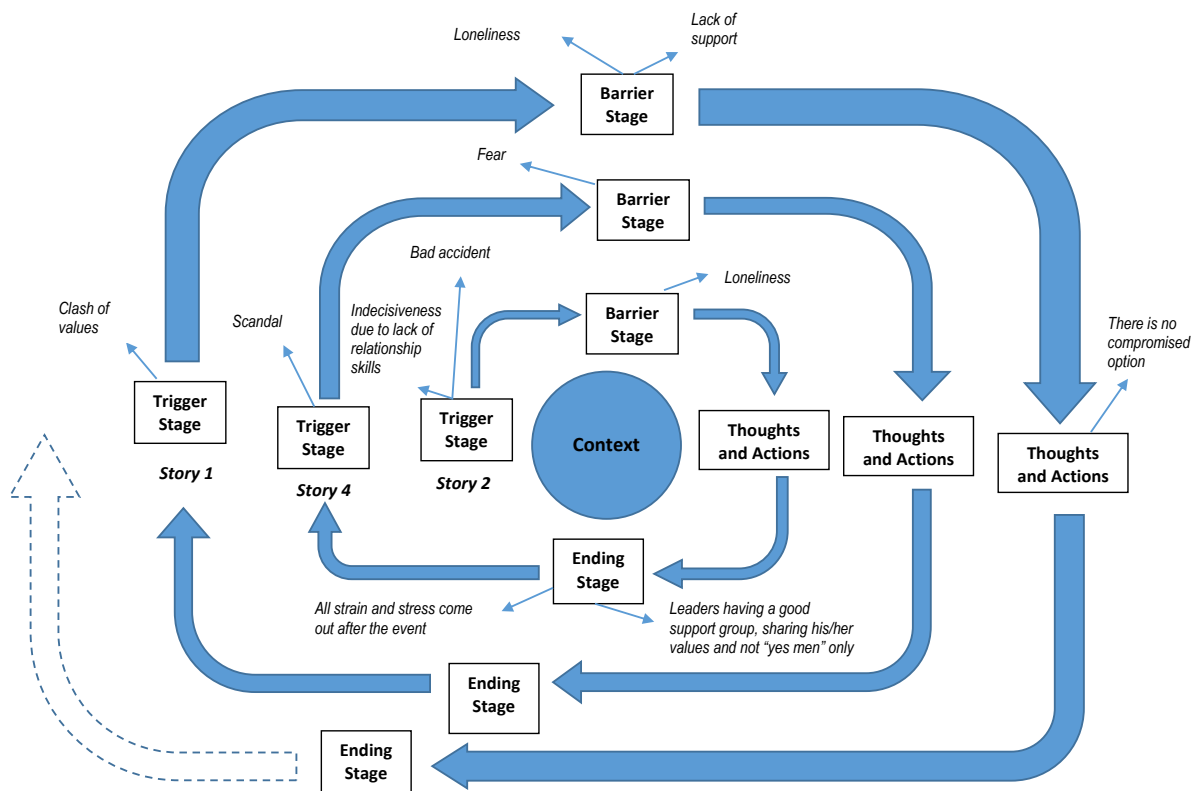 Loneliness
Lack of
support
Barrier
Stage
Fear
Barrier
Stage
Bad accident
Loneliness
Clash of
values
Scandal
Indecisiveness
due to lack of
relationship
skills
Barrier
Stage
There is no
compromised
option
Trigger
Stage
Story 1
Trigger
Stage
Story 4
Trigger
Stage
Story 2
Context
Thoughts
and Actions
Thoughts
and Actions
Thoughts
and Actions
Ending
Stage
All strain and stress come
out after the event
Leaders having a good
support group, sharing his/her
values and not “yes men” only
Ending
Stage
Ending
Stage